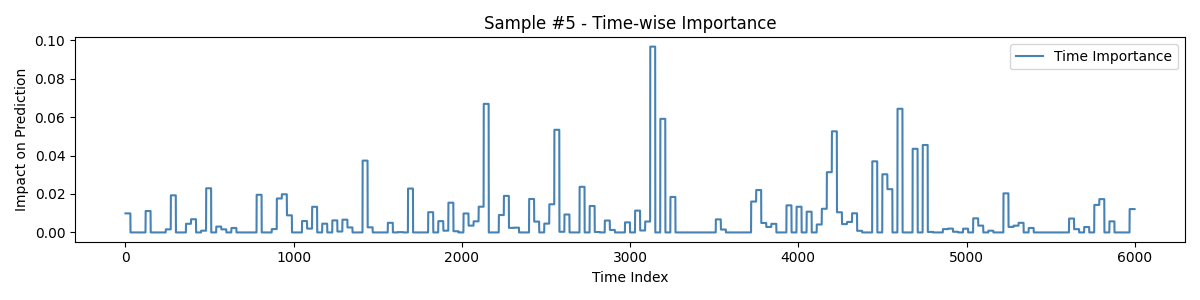 Sample #5 - Time-wise Importance
Time Importance
Impact on Prediction
0.10
0.08
0.06
0.04
0.02
0.00
0 1000 2000 3000 4000 5000 6000
Time Index